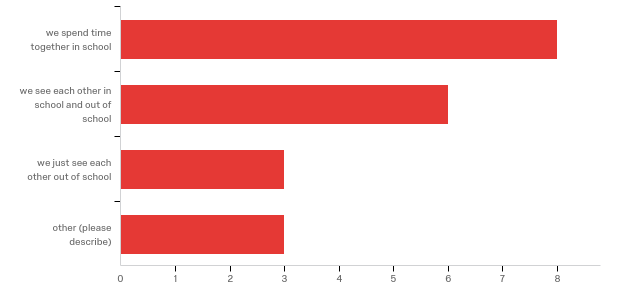 we spend time
together in school
we see each other in
school and out of
school
we just see each
other out of school
other (please
describe)
0 1 2 3 4 5 6 7 8